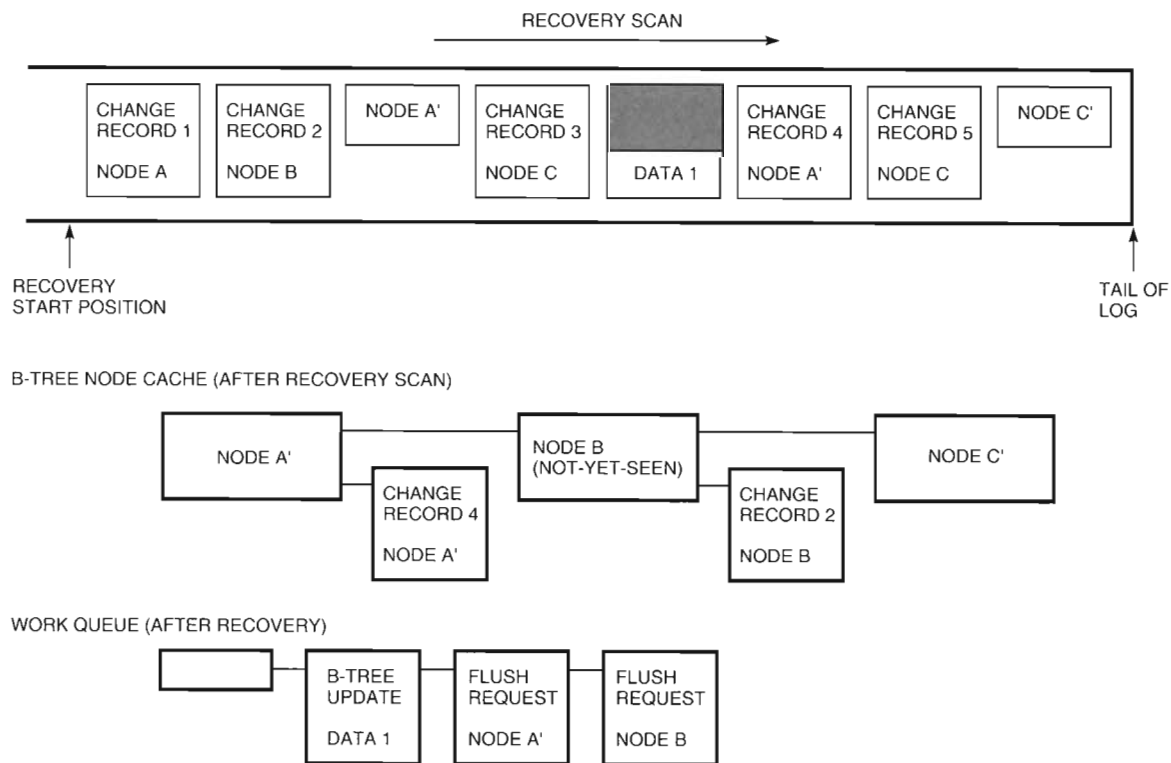 RECOVERY SCAN
CHANGE
RECORD 1
NODE A
CHANGE
RECORD 2
NODE B
NODE A'
CHANGE
RECORD 3
NODE C
DATA 1
CHANGE
RECORD 4
NODE A'
CHANGE
RECORD 5
NODE C
NODE C'
RECOVERY
START POSITION
TAIL OF
LOG
B-TREE NODE CACHE (AFTER RECOVERY SCAN)
NODE A'
CHANGE
RECORD 4
NODE A'
NODE B
(NOT-YET-SEEN)
CHANGE
RECORD 2
NODE B
NODE C'
WORK QUEUE (AFTER RECOVERY)
B-TREE
UPDATE
DATA 1
FLUSH
REQUEST
NODE A'
FLUSH
REQUEST
NODE B